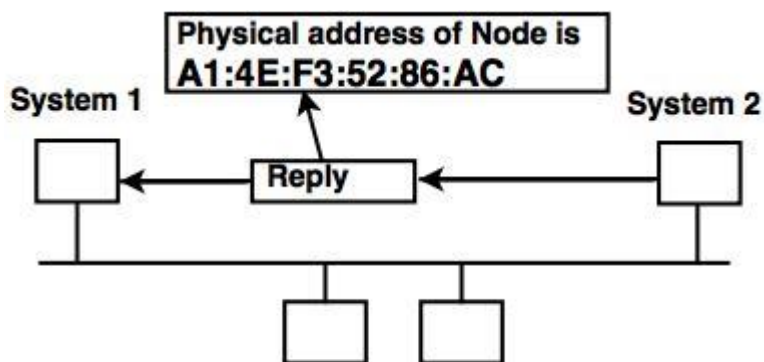 Physical address of Node is
A1:4E:F3:52:86:AC
System 1
System 2
Reply